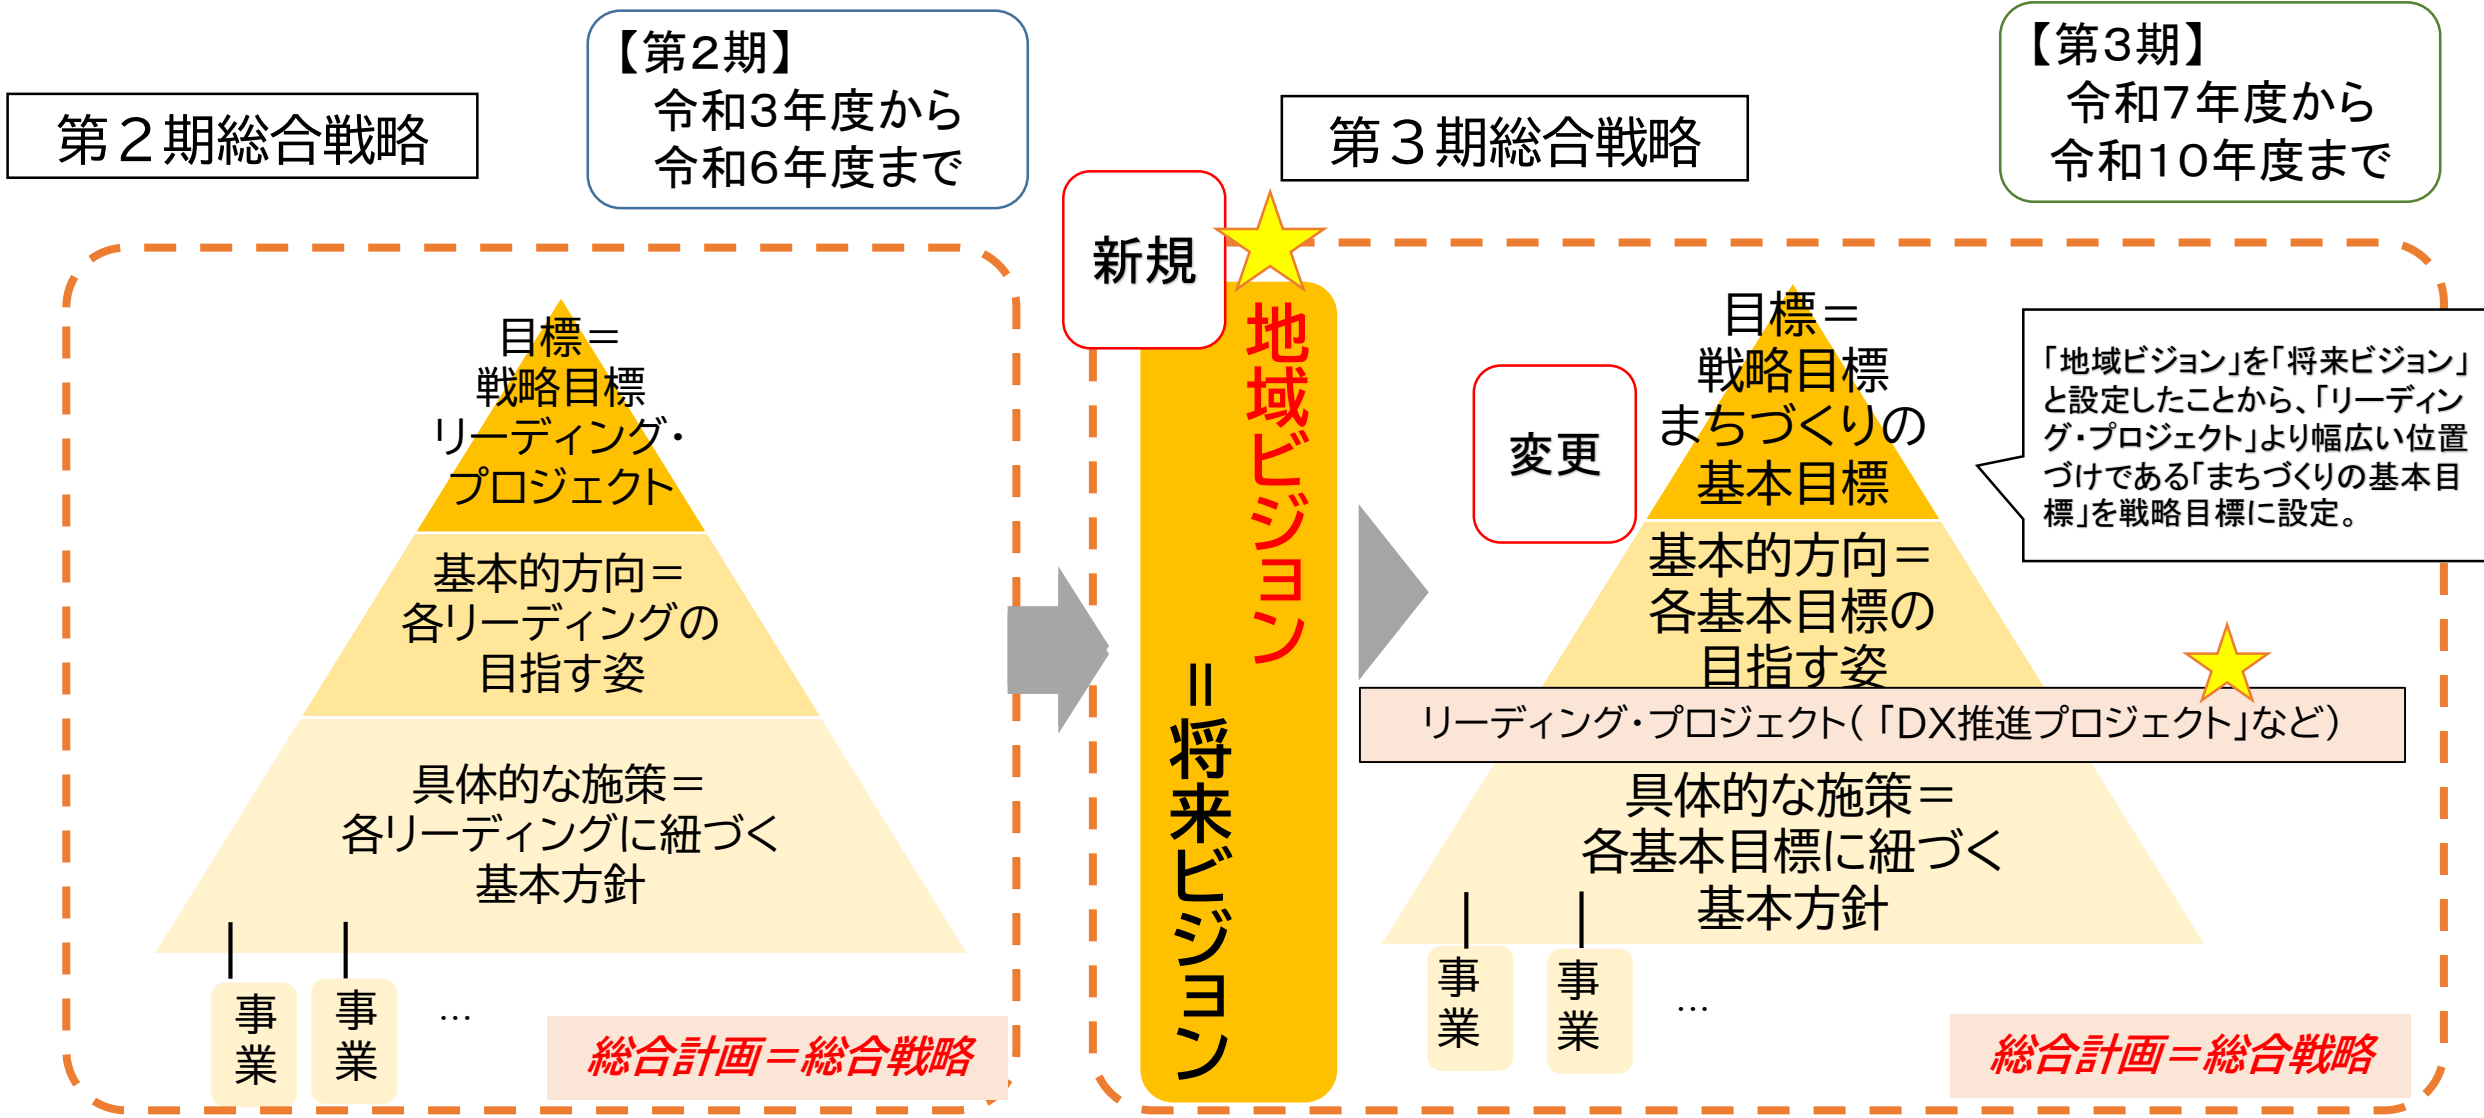 第２期総合戦略
【第２期】
令和３年度から
令和６年度まで
目標＝
戦略目標
リーディング・
プロジェクト
基本的方向＝
各リーディングの
目指す姿
具体的な施策＝
各リーディングに紐づく
基本方針
事業
事業
…
総合計画＝総合戦略
第３期総合戦略
【第３期】
令和７年度から
令和１０年度まで
新規
地域ビジョン
＝将来ビジョン
変更
目標＝
戦略目標
まちづくりの
基本目標
「地域ビジョン」を「将来ビジョン」
と設定したことから、「リーディン
グ・プロジェクト」より幅広い位置
づけである「まちづくりの基本目
標」を戦略目標に設定。
基本的方向＝
各基本目標の
目指す姿
リーディング・プロジェクト（「ＤＸ推進プロジェクト」など）
具体的な施策＝
各基本目標に紐づく
基本方針
事業
事業
…
総合計画＝総合戦略